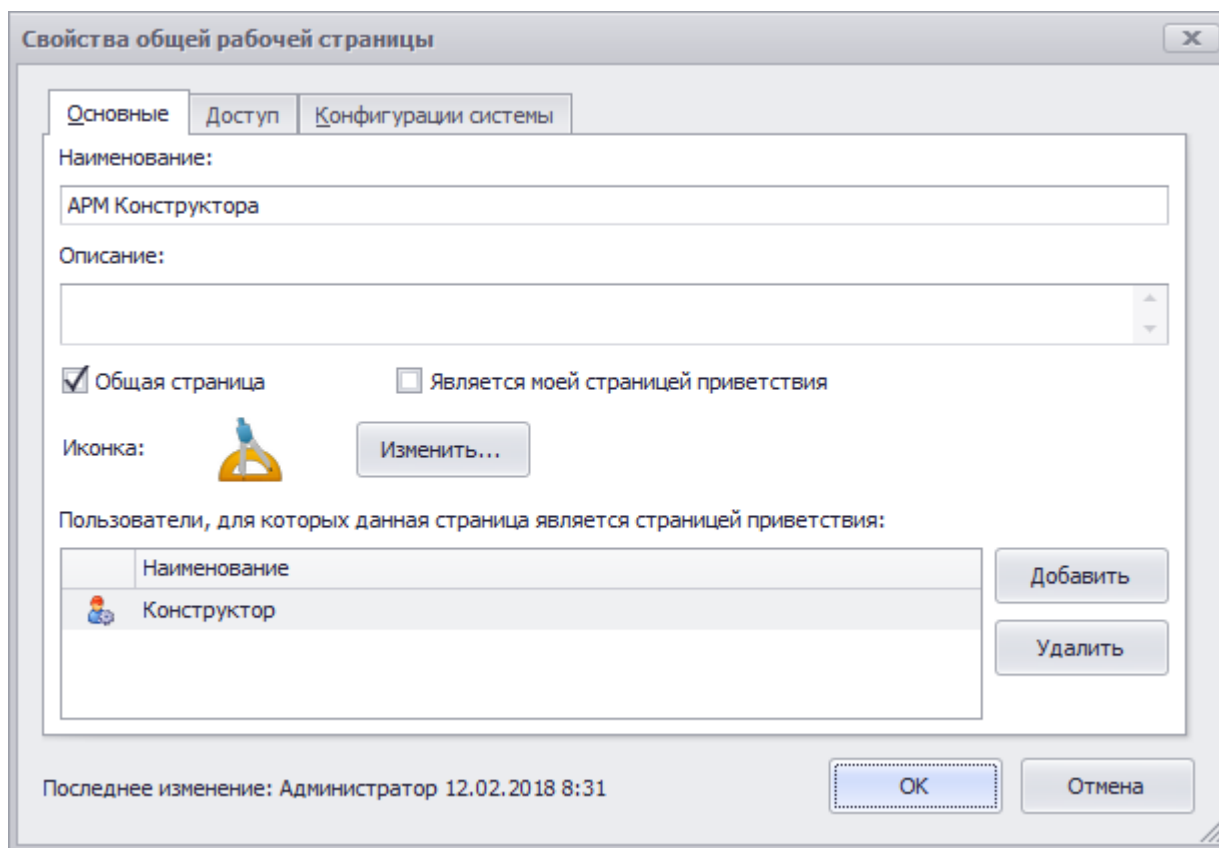 Свойства общей рабочей страницы
Основные Доступ Конфигурации системы
Наименование:
АРМ Конструктора
Описание:
Общая страница Является моей страницей приветствия
Иконка: Изменить...
Пользователи, для которых данная страница является страницей приветствия:
Наименование Добавить
Конструктор
Удалить
Последнее изменение: Администратор 12.02.2018 8:31 OK Отмена